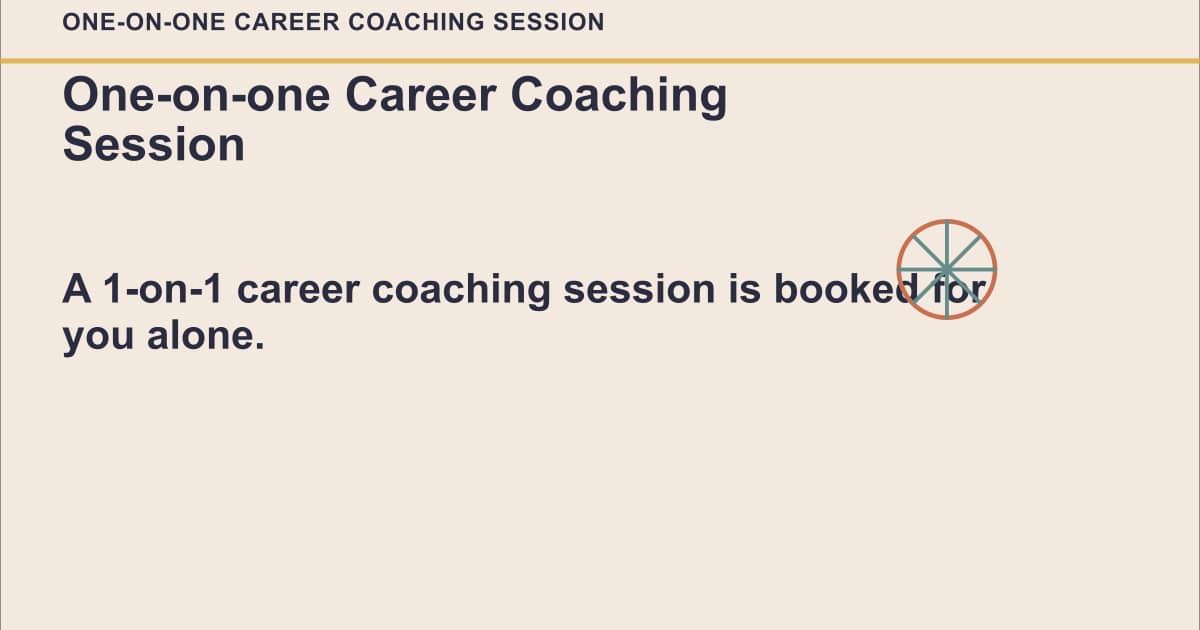 ONE-ON-ONE CAREER COACHING SESSION
One-on-one Career Coaching
Session
A 1-on-1 career coaching session is booked for
you alone.